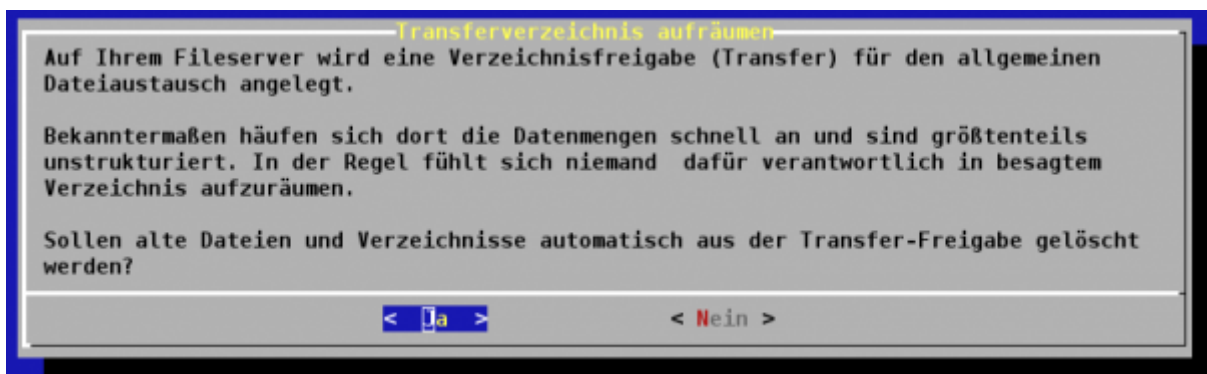 Transferverzeichnis aufräumen
Auf Ihrem Fileserver wird eine Verzeichnisfreigabe (Transfer) für den allgemeinen
Dateiaustausch angelegt.
Bekanntermaßen häufen sich dort die Datenmengen schnell an und sind größtenteils
unstrukturiert. In der Regel fühlt sich niemand  dafür verantwortlich in besagtem
Verzeichnis aufzuräumen.
Sollen alte Dateien und Verzeichnisse automatisch aus der Transfer-Freigabe gelöscht
werden?
<  Ja  > < Nein >